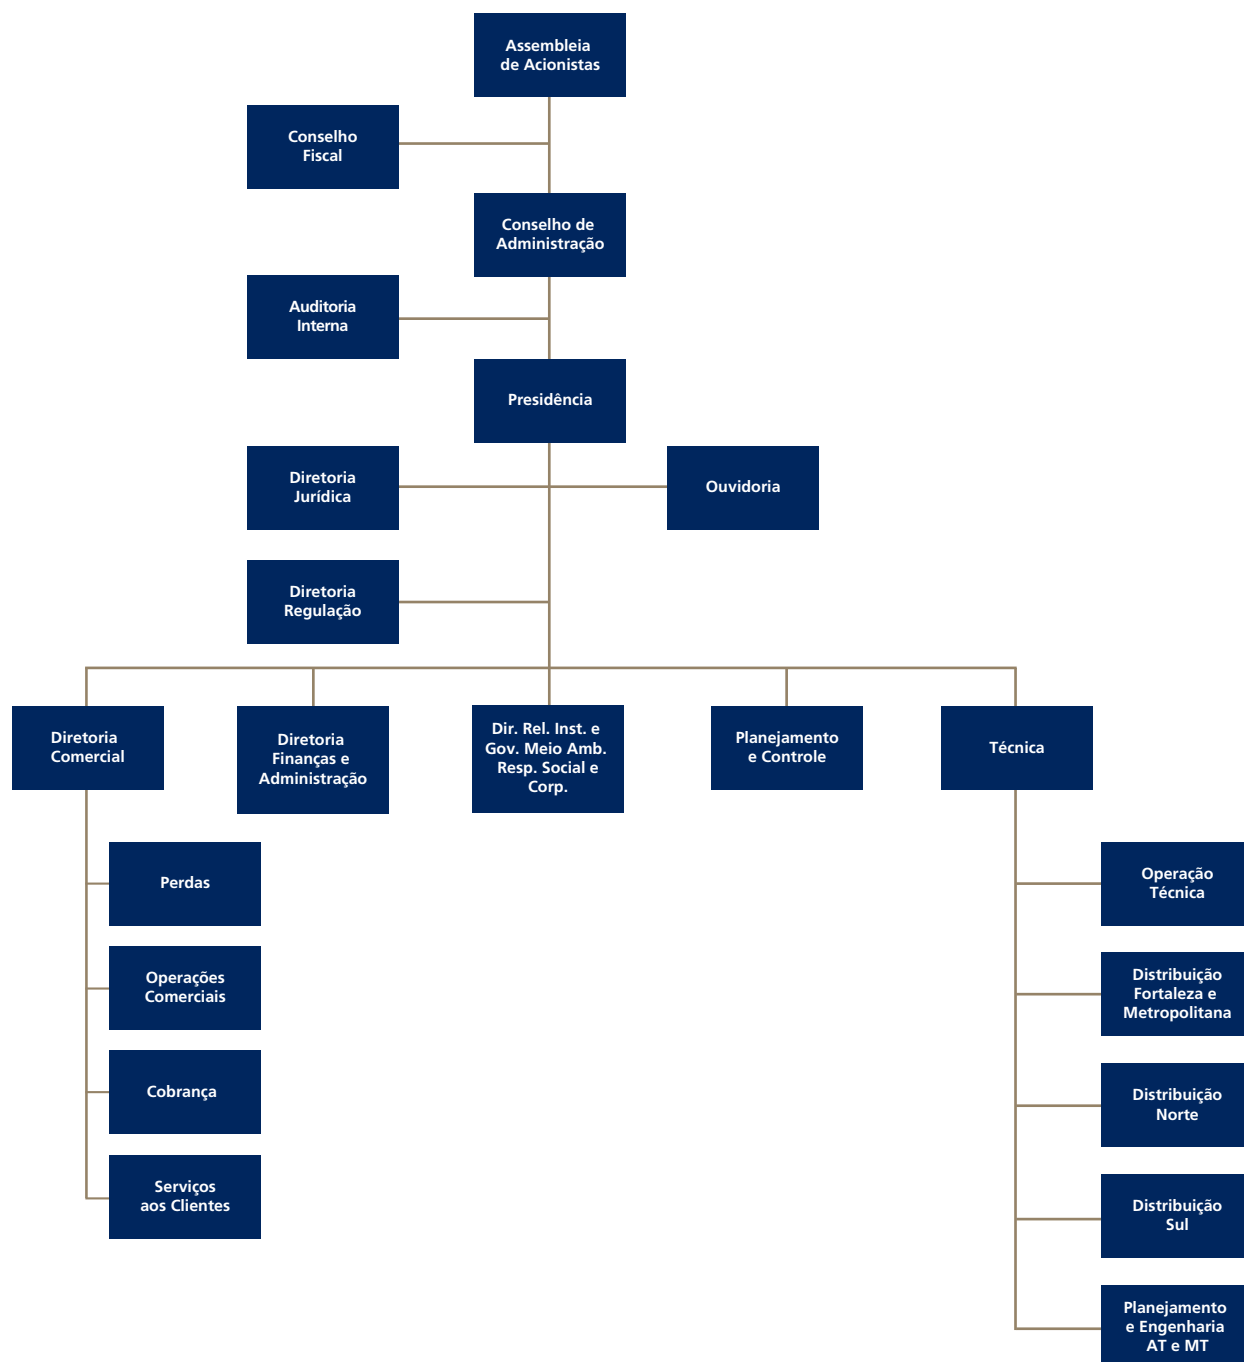 Assembleia
de Acionistas
Conselho
Fiscal
Conselho de
Administração
Auditoria
Interna
Presidência
Diretoria
Jurídica
Ouvidoria
Diretoria
Regulação
Diretoria
Comercial
Diretoria
Finanças e
Administração
Dir. Rel. Inst. e
Gov. Meio Amb.
Resp. Social e
Corp.
Planejamento
e Controle
Técnica
Perdas
Operações
Comerciais
Cobrança
Serviços
aos Clientes
Operação
Técnica
Distribuição
Fortaleza e
Metropolitana
Distribuição
Norte
Distribuição
Sul
Planejamento
e Engenharia
AT e MT